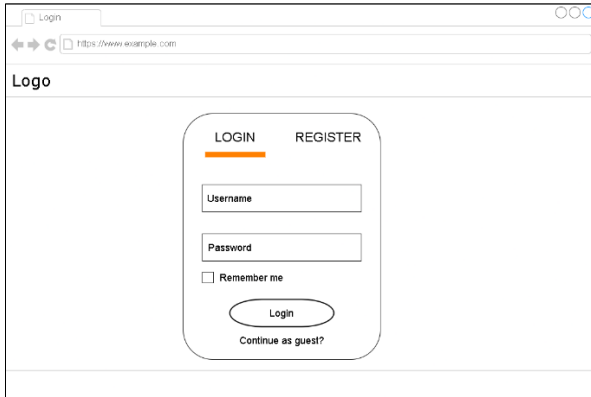 Login
https://www.example.com
Logo
LOGIN REGISTER
Username
Password
Remember me
Login
Continue as guest?